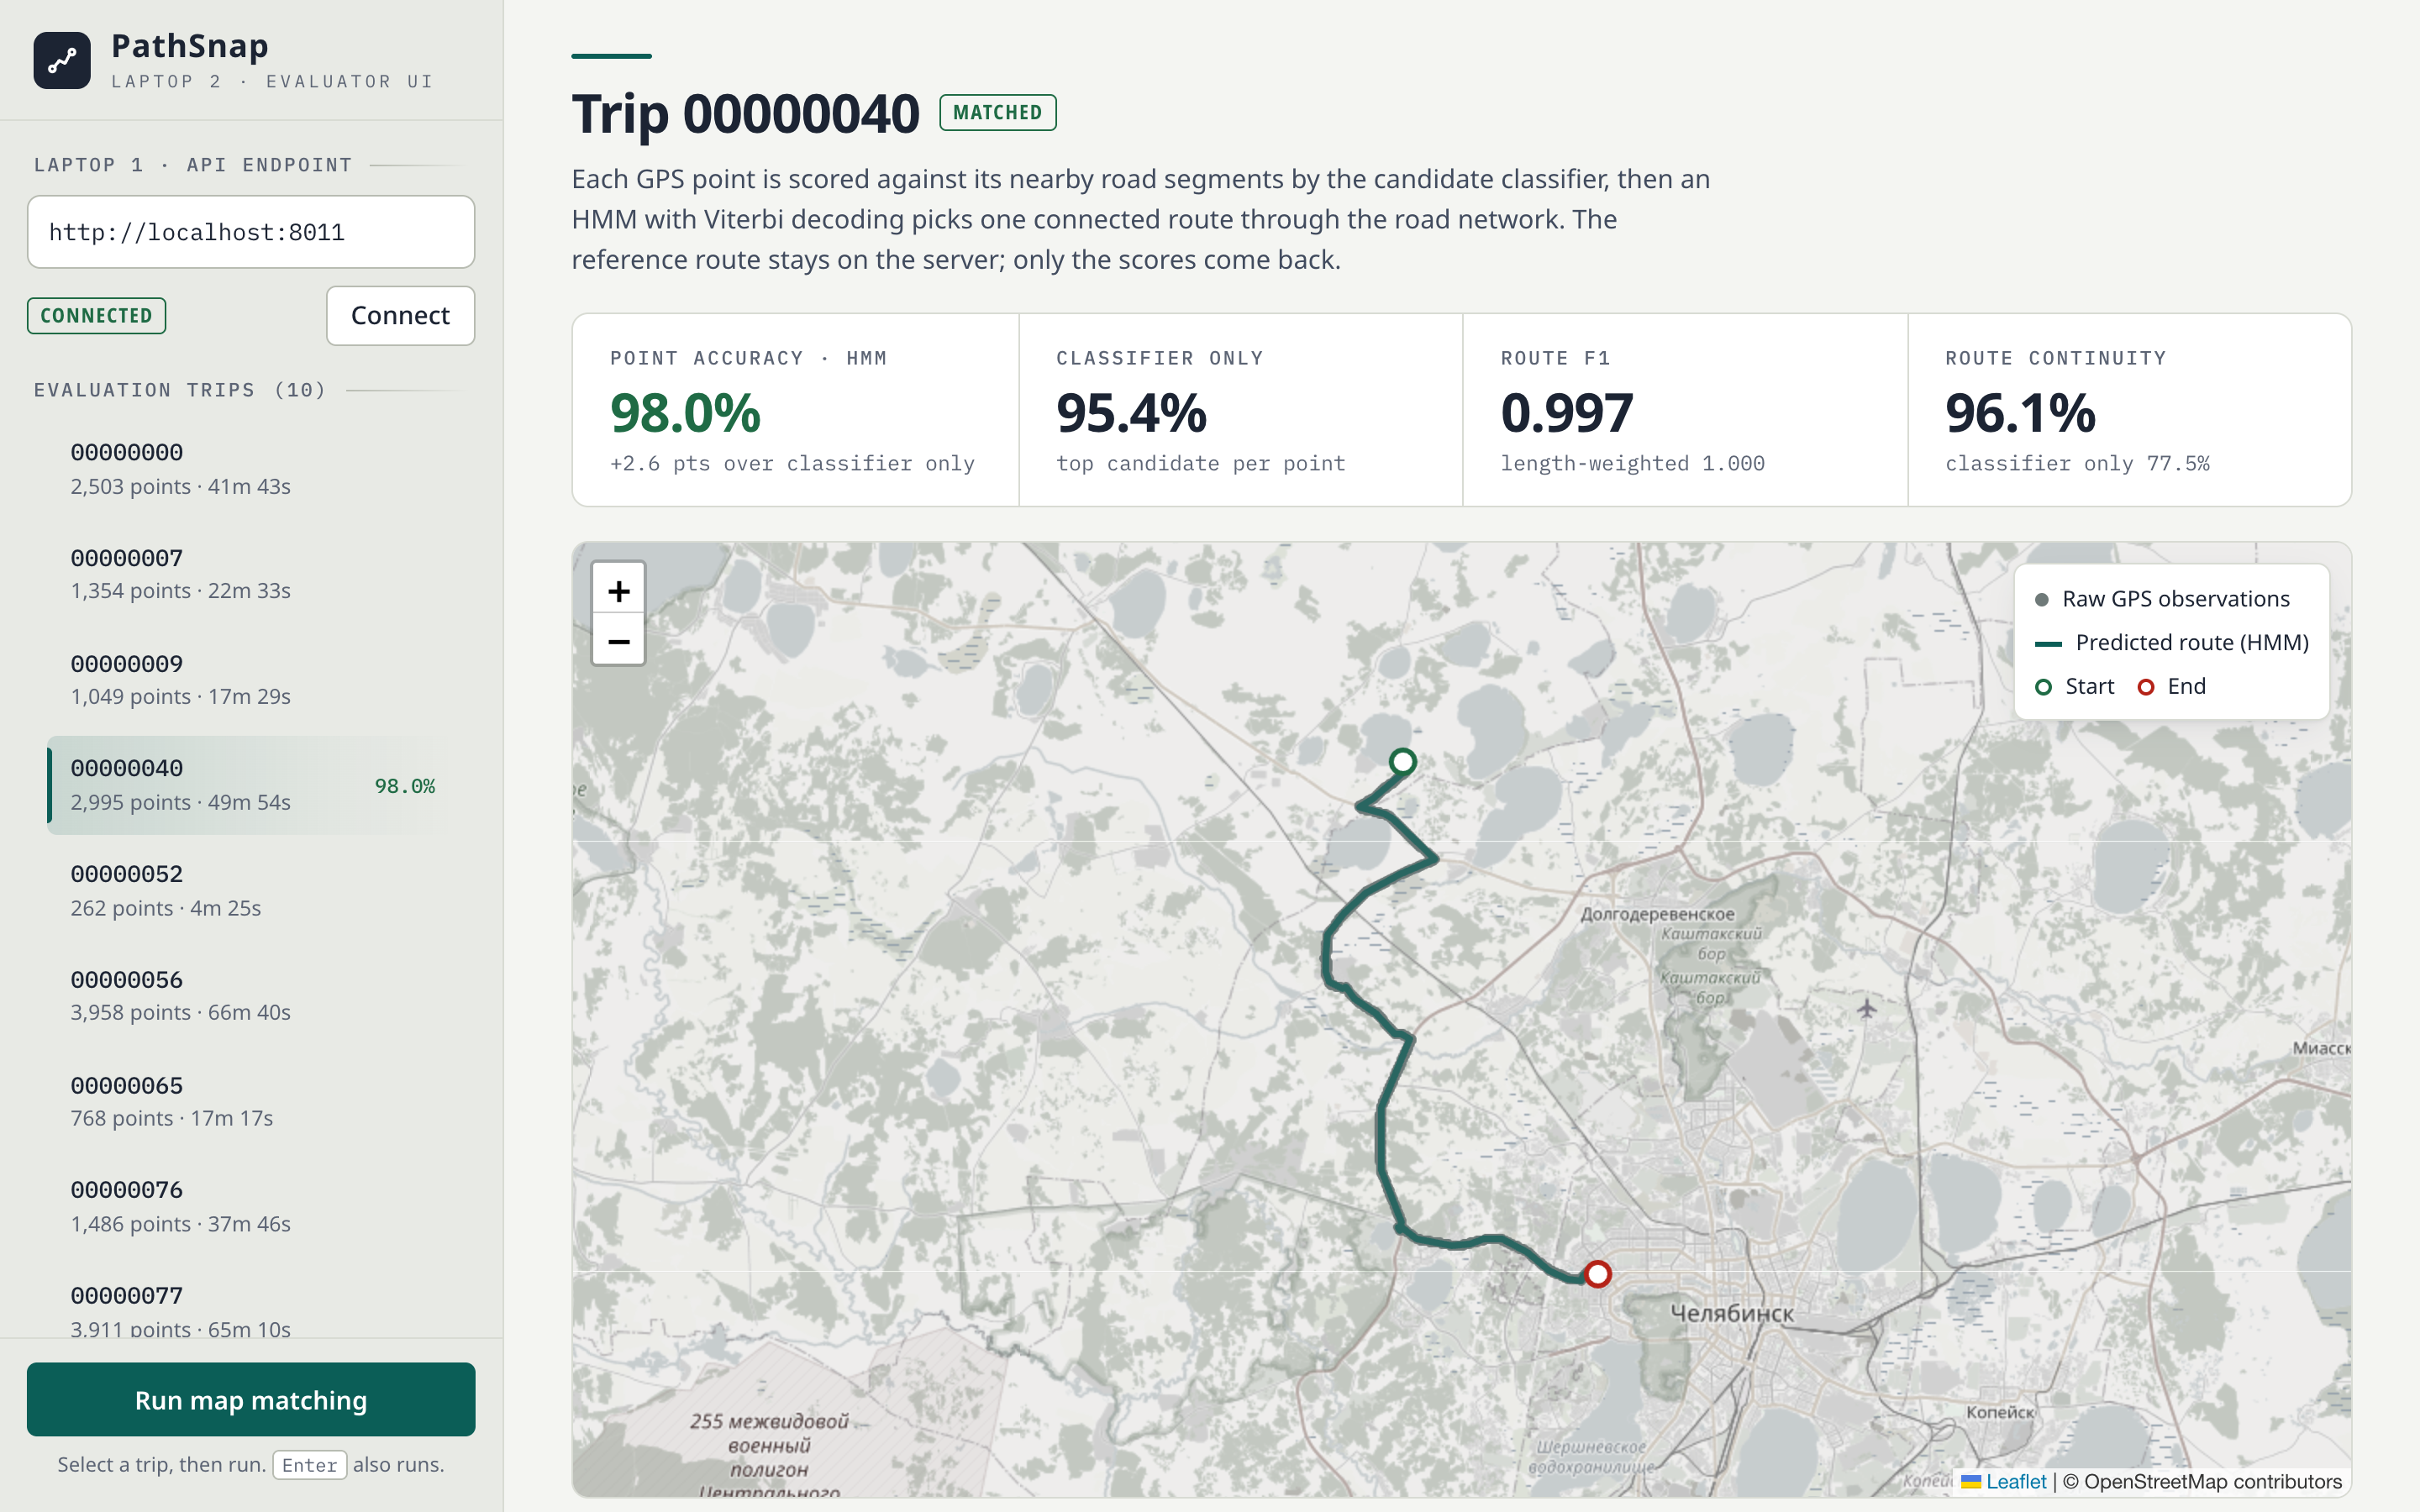 PathSnap
LAPTOP 2 · EVALUATOR UI
LAPTOP 1 · API ENDPOINT
http://localhost:8011
CONNECTED
Connect
EVALUATION TRIPS (10)
00000000
2,503 points · 41m 43s
00000007
1,354 points · 22m 33s
00000009
1,049 points · 17m 29s
00000040
2,995 points · 49m 54s
98.0%
00000052
262 points · 4m 25s
00000056
3,958 points · 66m 40s
00000065
768 points · 17m 17s
00000076
1,486 points · 37m 46s
00000077
3,911 points · 65m 10s
Run map matching
Select a trip, then run. Enter also runs.
Trip 00000040
MATCHED
Each GPS point is scored against its nearby road segments by the candidate classifier, then an
HMM with Viterbi decoding picks one connected route through the road network. The
reference route stays on the server; only the scores come back.
POINT ACCURACY · HMM
98.0%
+2.6 pts over classifier only
CLASSIFIER ONLY
95.4%
top candidate per point
ROUTE F1
0.997
length-weighted 1.000
ROUTE CONTINUITY
96.1%
classifier only 77.5%
+
−
Raw GPS observations
Predicted route (HMM)
Start
End
Долгодеревенское
Каштакский
бор
Каштакский
бор
Миасск
Челябинск
Копейск
255 межвидовой
военный
полигон
Центрального
Шершнёвское
водохранилище
Leaflet | © OpenStreetMap contributors